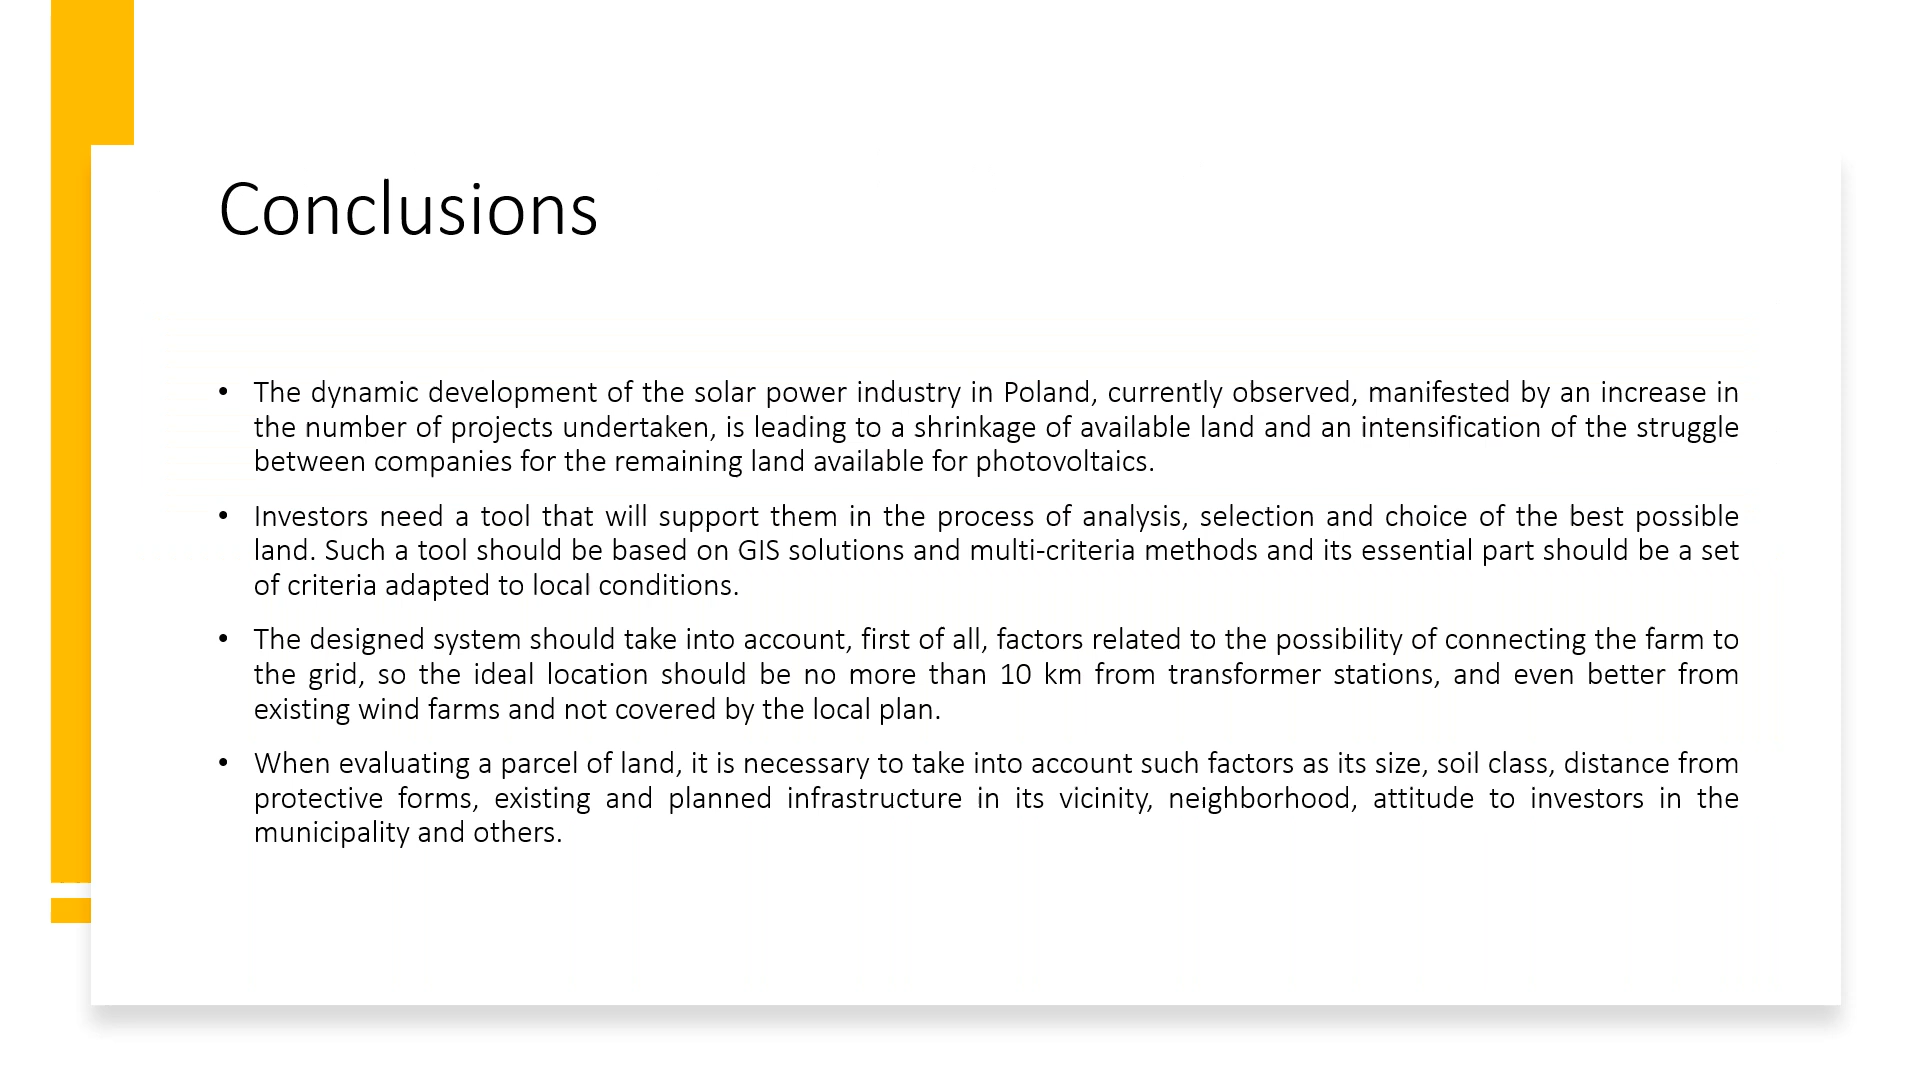 Conclusions
• The dynamic development of the solar power industry in Poland, currently observed, manifested by an increase in
the number of projects undertaken, is leading to a shrinkage of available land and an intensification of the struggle
between companies for the remaining land available for photovoltaics.
• Investors need a tool that will support them in the process of analysis, selection and choice of the best possible
land. Such a tool should be based on GIS solutions and multi-criteria methods and its essential part should be a set
of criteria adapted to local conditions.
• The designed system should take into account, first of all, factors related to the possibility of connecting the farm to
the grid, so the ideal location should be no more than 10 km from transformer stations, and even better from
existing wind farms and not covered by the local plan.
• When evaluating a parcel of land, it is necessary to take into account such factors as its size, soil class, distance from
protective forms, existing and planned infrastructure in its vicinity, neighborhood, attitude to investors in the
municipality and others.